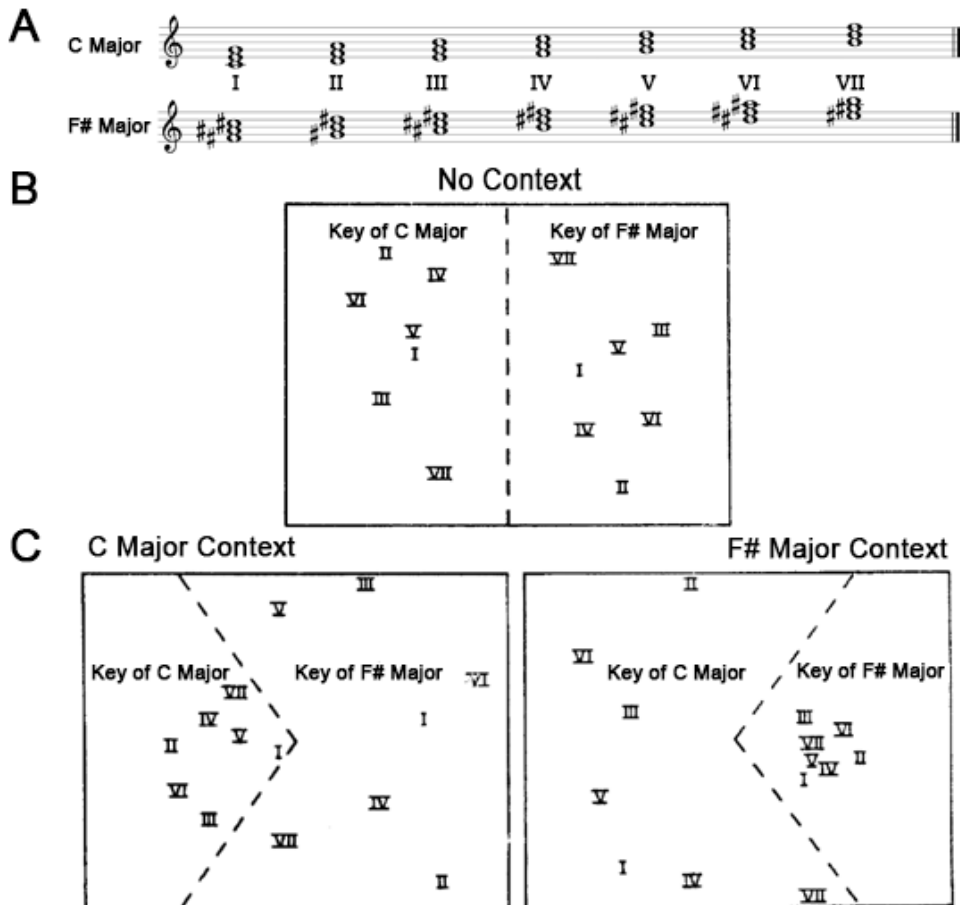 A
C Major
I II III IV V VI VII
F# Major
B
No Context
Key of C Major
Key of F# Major
II
VII
IV
VI
III
V
V
I
I
III
VI
IV
VII
II
C
C Major Context
F# Major Context
III
II
V
VI
Key of C Major
Key of F# Major
VI
Key of C Major
Key of F# Major
VII
III
IV
I
III
VI
V
VII
II
I
V
II
IV
I
VI
V
IV
III
VII
I
II
IV
VII